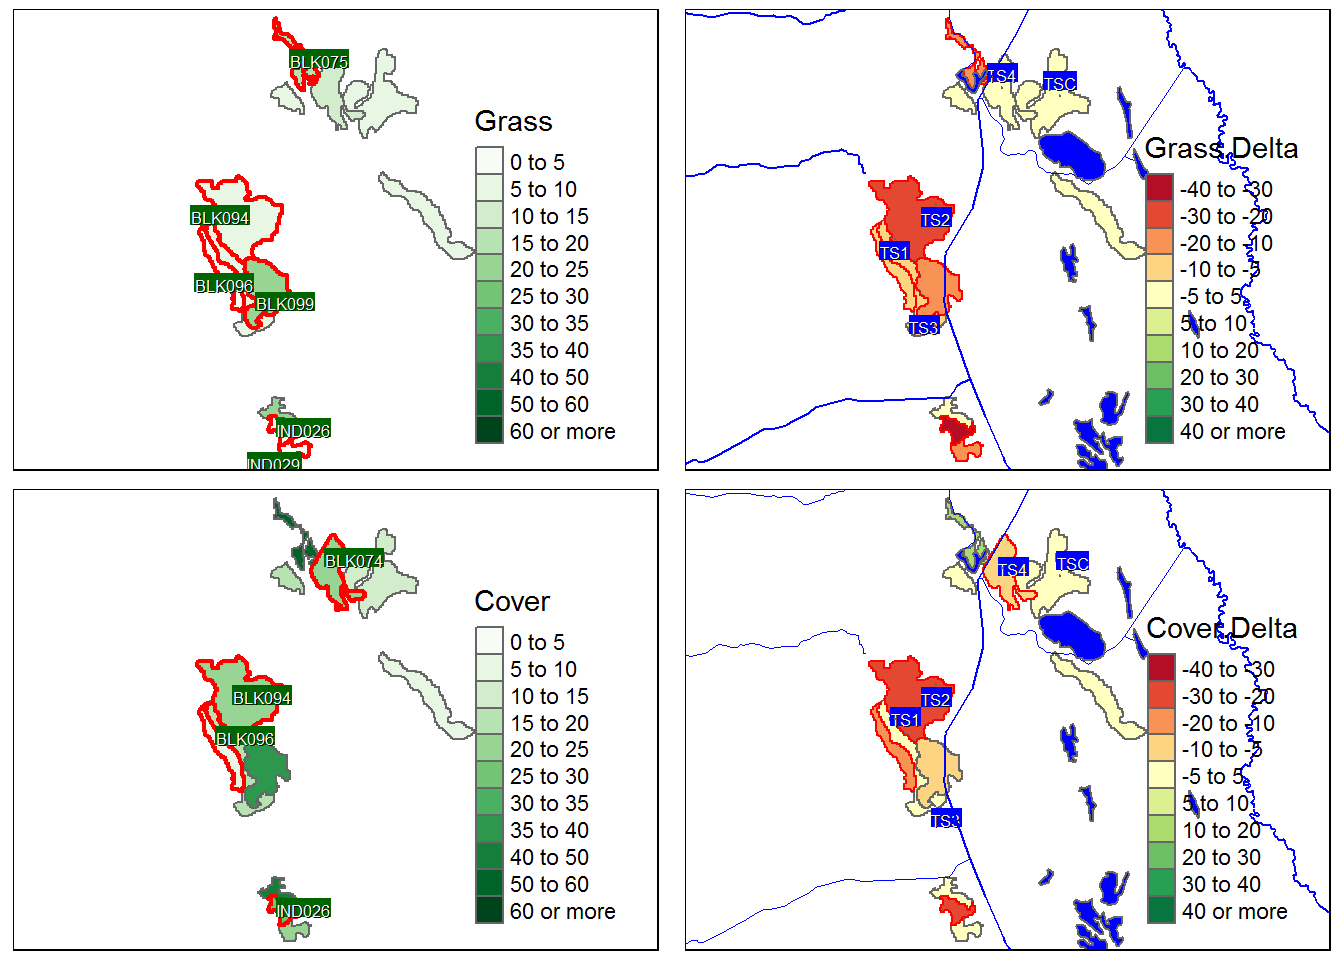 BLK075
BLK094
BLK096
BLK099
IND026
IND029
Grass
0 to 5
5 to 10
10 to 15
15 to 20
20 to 25
25 to 30
30 to 35
35 to 40
40 to 50
50 to 60
60 or more
TS4
TSC
TS2
TS1
TS3
Grass Delta
-40 to -30
-30 to -20
-20 to -10
-10 to -5
-5 to 5
5 to 10
10 to 20
20 to 30
30 to 40
40 or more
BLK074
BLK094
BLK096
IND026
Cover
0 to 5
5 to 10
10 to 15
15 to 20
20 to 25
25 to 30
30 to 35
35 to 40
40 to 50
50 to 60
60 or more
TS4
TSC
TS2
TS1
TS3
Cover Delta
-40 to -30
-30 to -20
-20 to -10
-10 to -5
-5 to 5
5 to 10
10 to 20
20 to 30
30 to 40
40 or more